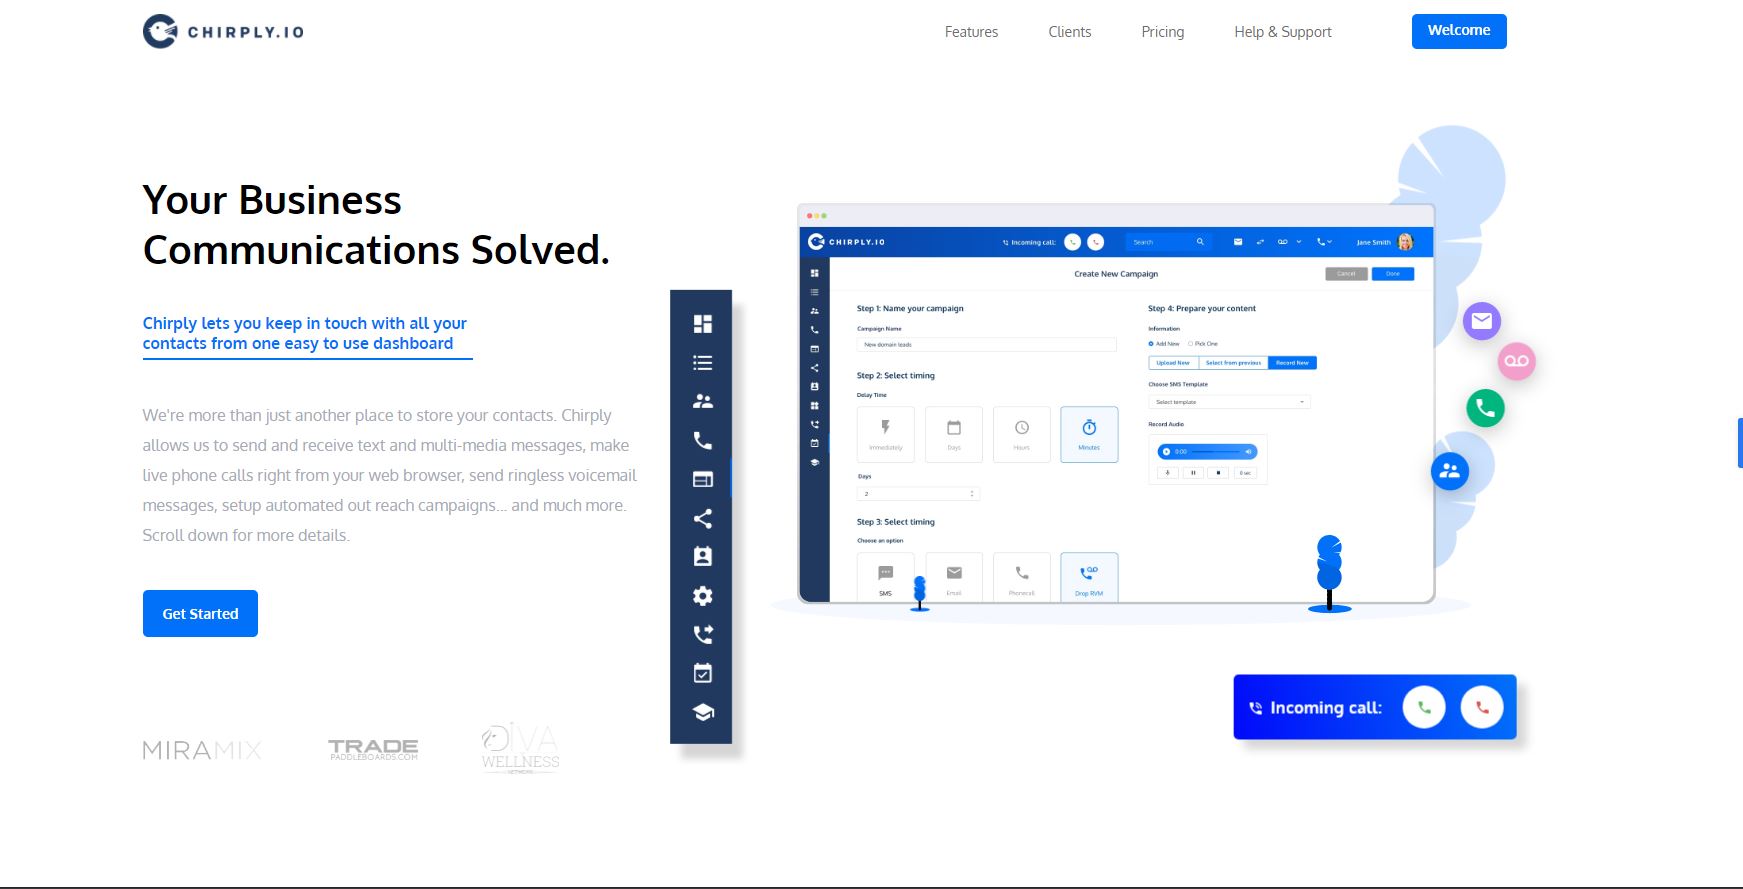 CHIRPLY.IO
Features
Clients
Pricing
Help & Support
Welcome
Your Business
Communications Solved.
Chirply lets you keep in touch with all your
contacts from one easy to use dashboard
We're more than just another place to store your contacts. Chirply
allows us to send and receive text and multi-media messages, make
live phone calls right from your web browser, send ringless voicemail
messages, setup automated out reach campaigns... and much more.
Scroll down for more details.
Get Started
MIRAMIX
TRADE
PADDLEBOARDS.COM
DIVA
WELLNESS
NETWORK
CHIRPLY.IO
Incoming call:
Search
Jane Smith
Create New Campaign
Cancel
Done
Step 1: Name your campaign
Campaign Name
New domain leads
Step 2: Select timing
Delay Time
Immediately
Days
Hours
Minutes
Days
2
Step 3: Select timing
Choose an option
SMS
Email
Phonecall
Drop RVM
Step 4: Prepare your content
Information
Add New
Pick One
Upload New
Select from previous
Record New
Choose SMS Template
Select template
Record Audio
0:00
0 sec
Incoming call: